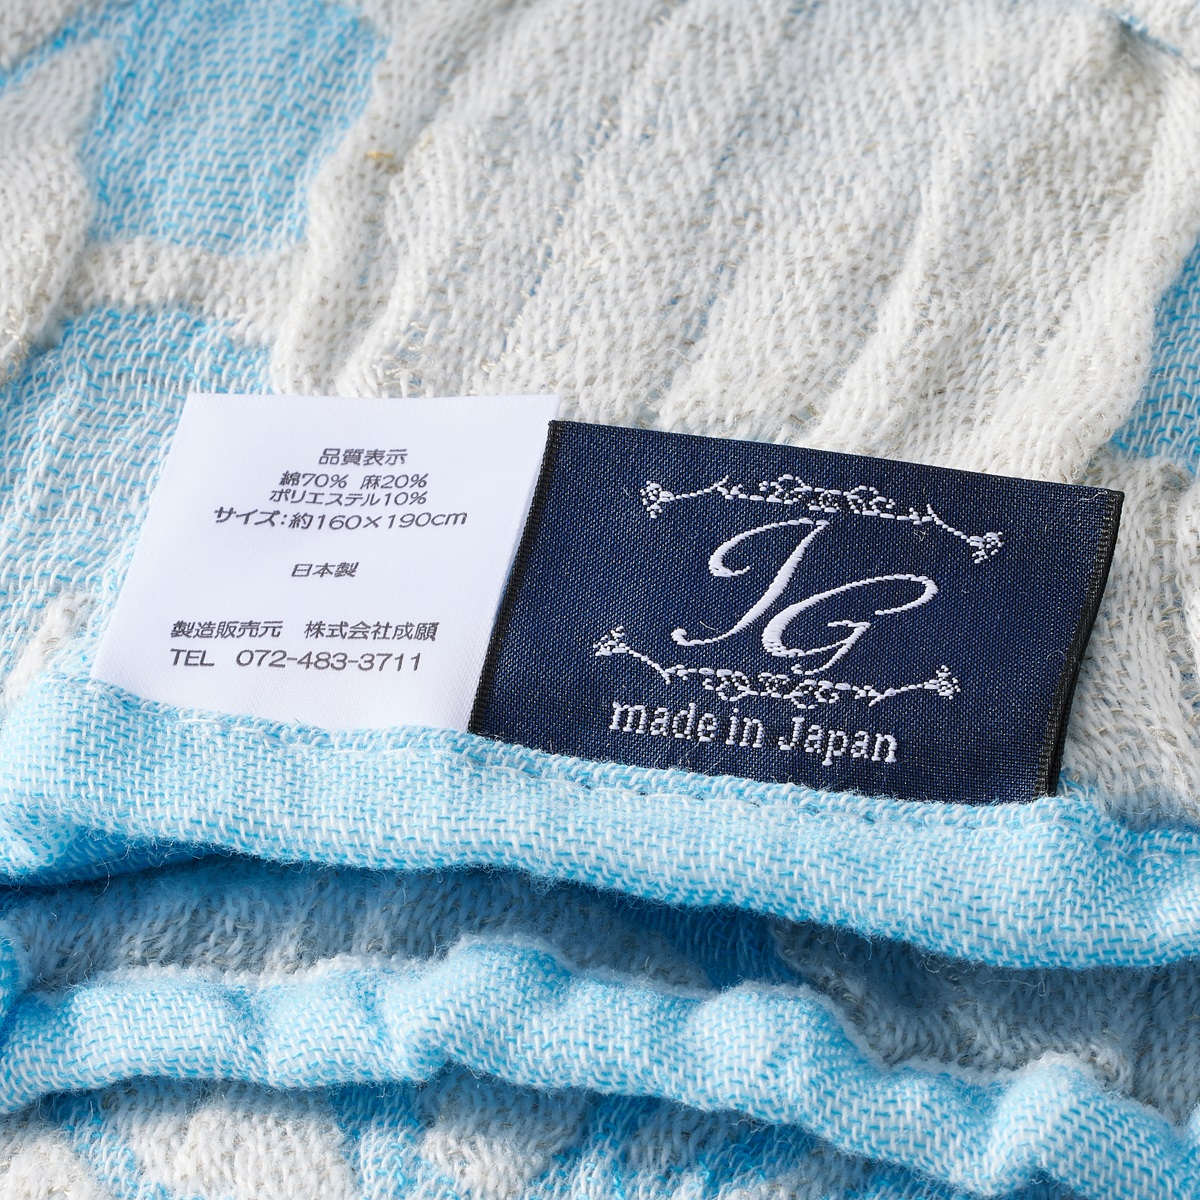 品質表示
綿70% 麻20%
ポリエステル10%
サイズ:約160×190cm
日本製
製造販売元 株式会社成願
TEL 072-483-3711
JG
made in Japan